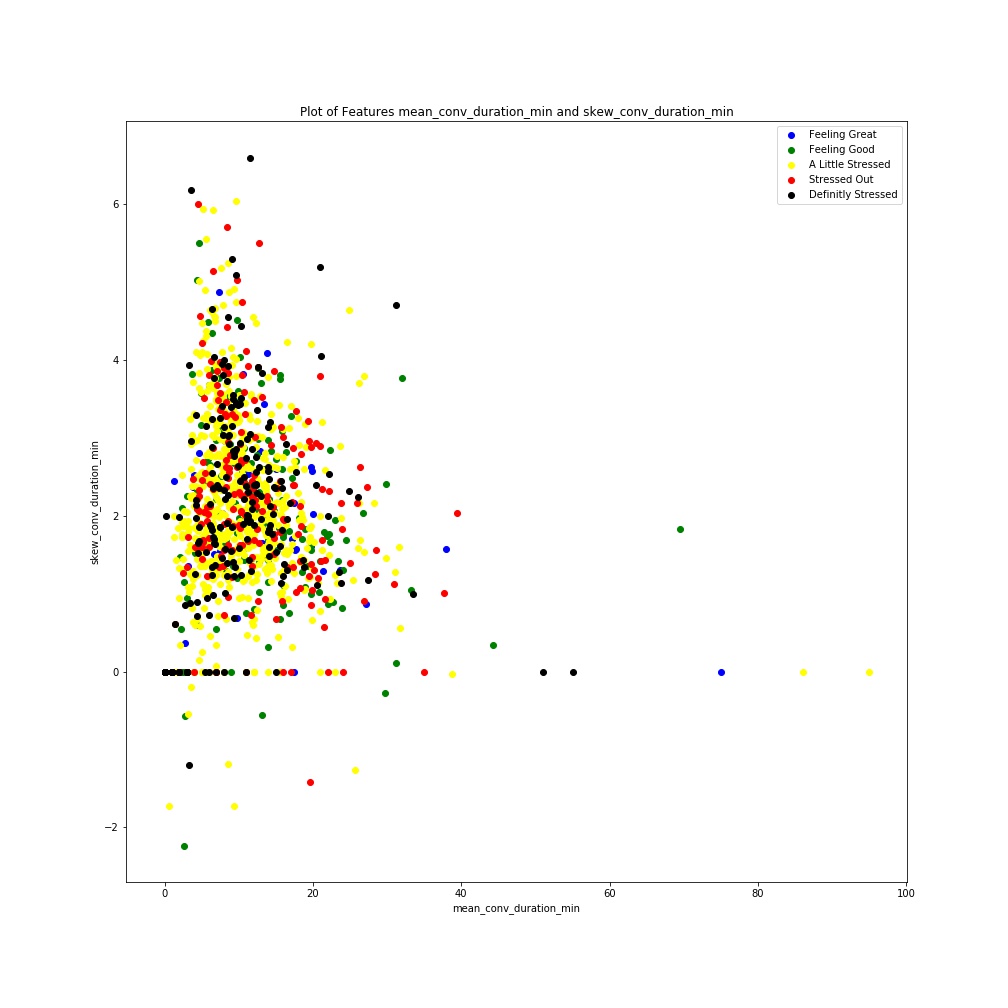 Plot of Features mean_conv_duration_min and skew_conv_duration_min
Feeling Great
Feeling Good
A Little Stressed
Stressed Out
Definitly Stressed
6
4
2
0
−2
skew_conv_duration_min
0
20
40
60
80
100
mean_conv_duration_min